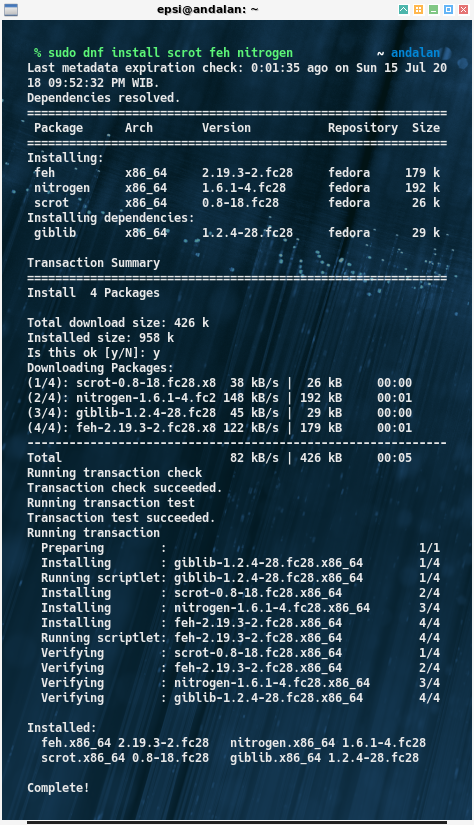 epsi@andalan: ~
% sudo dnf install scrot feh nitrogen            ~ andalan
Last metadata expiration check: 0:01:35 ago on Sun 15 Jul 20
18 09:52:32 PM WIB.
Dependencies resolved.
============================================================
 Package      Arch       Version           Repository  Size
============================================================
Installing:
 feh          x86_64     2.19.3-2.fc28     fedora     179 k
 nitrogen     x86_64     1.6.1-4.fc28      fedora     192 k
 scrot        x86_64     0.8-18.fc28       fedora      26 k
Installing dependencies:
 giblib       x86_64     1.2.4-28.fc28     fedora      29 k
Transaction Summary
============================================================
Install  4 Packages
Total download size: 426 k
Installed size: 958 k
Is this ok [y/N]: y
Downloading Packages:
(1/4): scrot-0.8-18.fc28.x8  38 kB/s |  26 kB     00:00
(2/4): nitrogen-1.6.1-4.fc2 148 kB/s | 192 kB     00:01
(3/4): giblib-1.2.4-28.fc28  45 kB/s |  29 kB     00:00
(4/4): feh-2.19.3-2.fc28.x8 122 kB/s | 179 kB     00:01
------------------------------------------------------------
Total                        82 kB/s | 426 kB     00:05
Running transaction check
Transaction check succeeded.
Running transaction test
Transaction test succeeded.
Running transaction
  Preparing        :                                    1/1
  Installing       : giblib-1.2.4-28.fc28.x86_64        1/4
  Running scriptlet: giblib-1.2.4-28.fc28.x86_64        1/4
  Installing       : scrot-0.8-18.fc28.x86_64           2/4
  Installing       : nitrogen-1.6.1-4.fc28.x86_64       3/4
  Installing       : feh-2.19.3-2.fc28.x86_64           4/4
  Running scriptlet: feh-2.19.3-2.fc28.x86_64           4/4
  Verifying        : scrot-0.8-18.fc28.x86_64           1/4
  Verifying        : feh-2.19.3-2.fc28.x86_64           2/4
  Verifying        : nitrogen-1.6.1-4.fc28.x86_64       3/4
  Verifying        : giblib-1.2.4-28.fc28.x86_64        4/4
Installed:
  feh.x86_64 2.19.3-2.fc28   nitrogen.x86_64 1.6.1-4.fc28
  scrot.x86_64 0.8-18.fc28   giblib.x86_64 1.2.4-28.fc28
Complete!